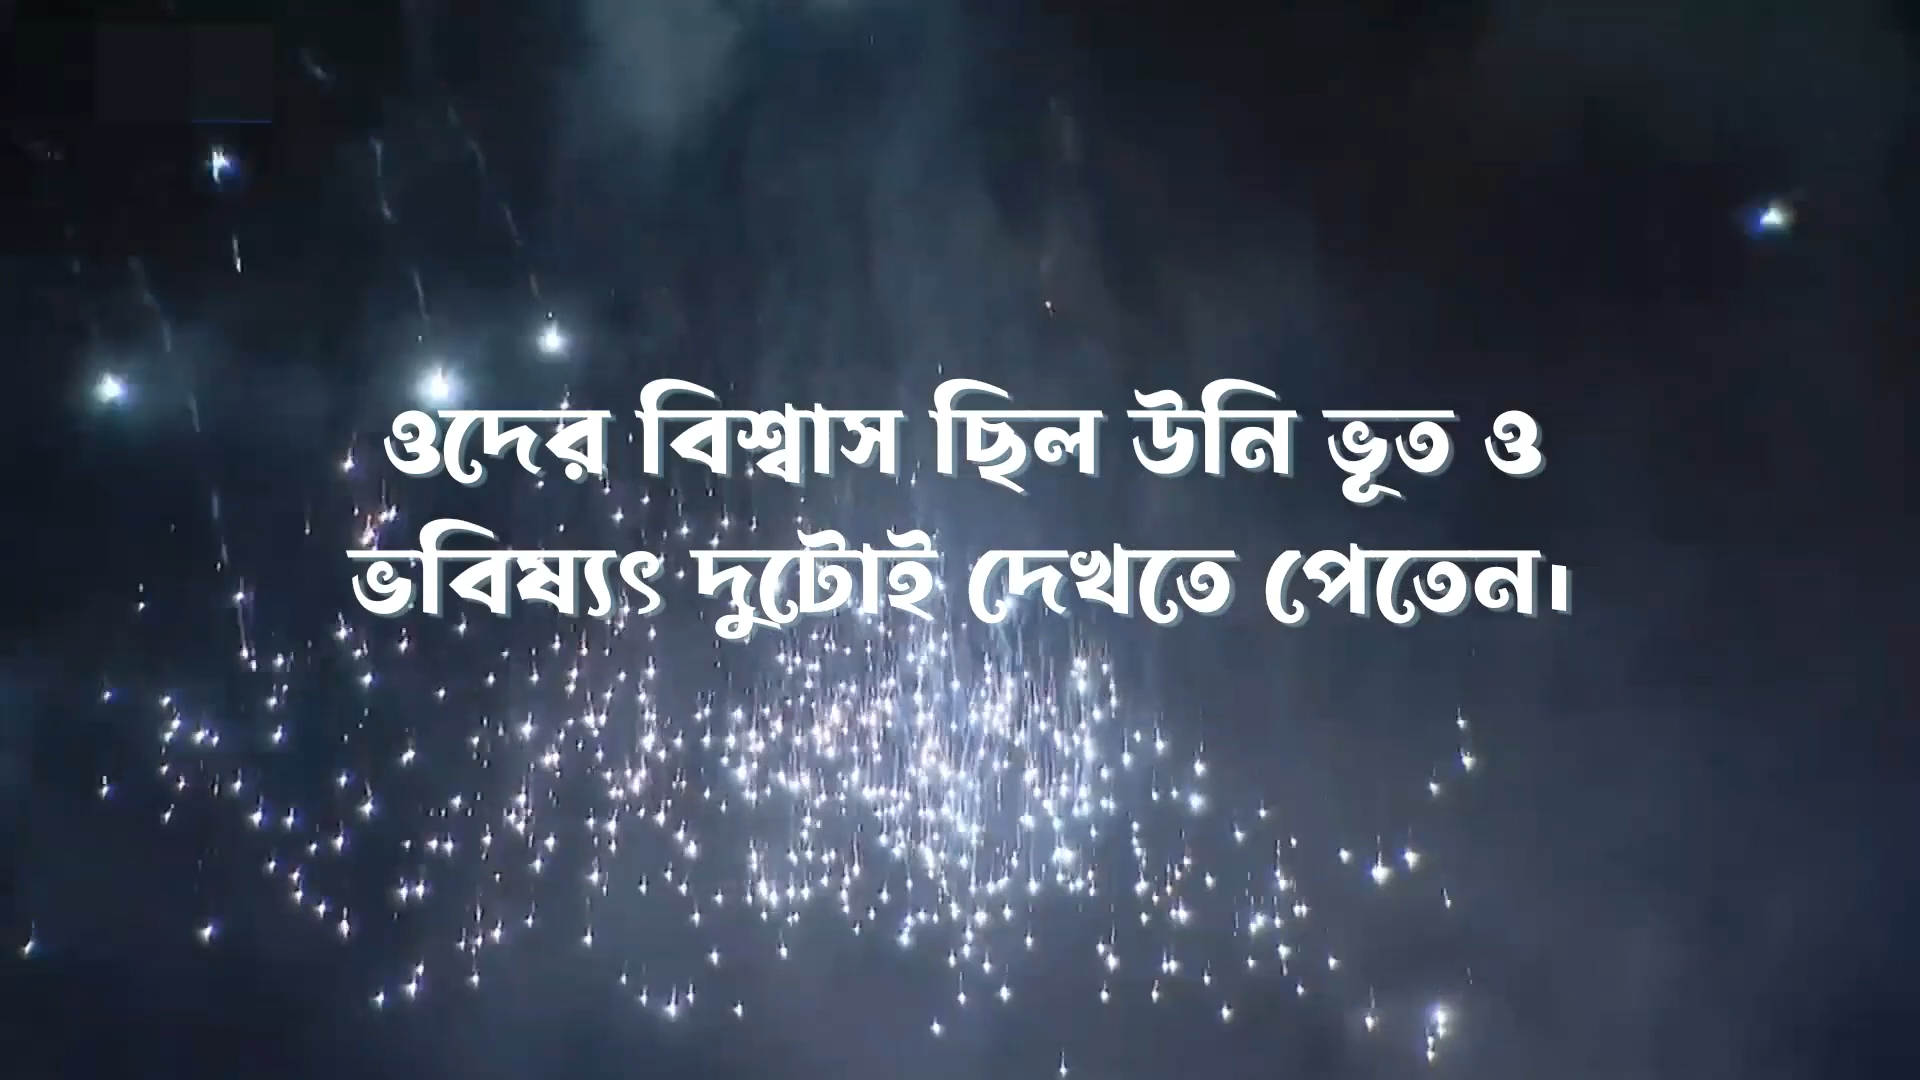 ওদের বিশ্বাস ছিল উনি ভূত ও
ভবিষ্যৎ দুটোই দেখতে পেতেন।